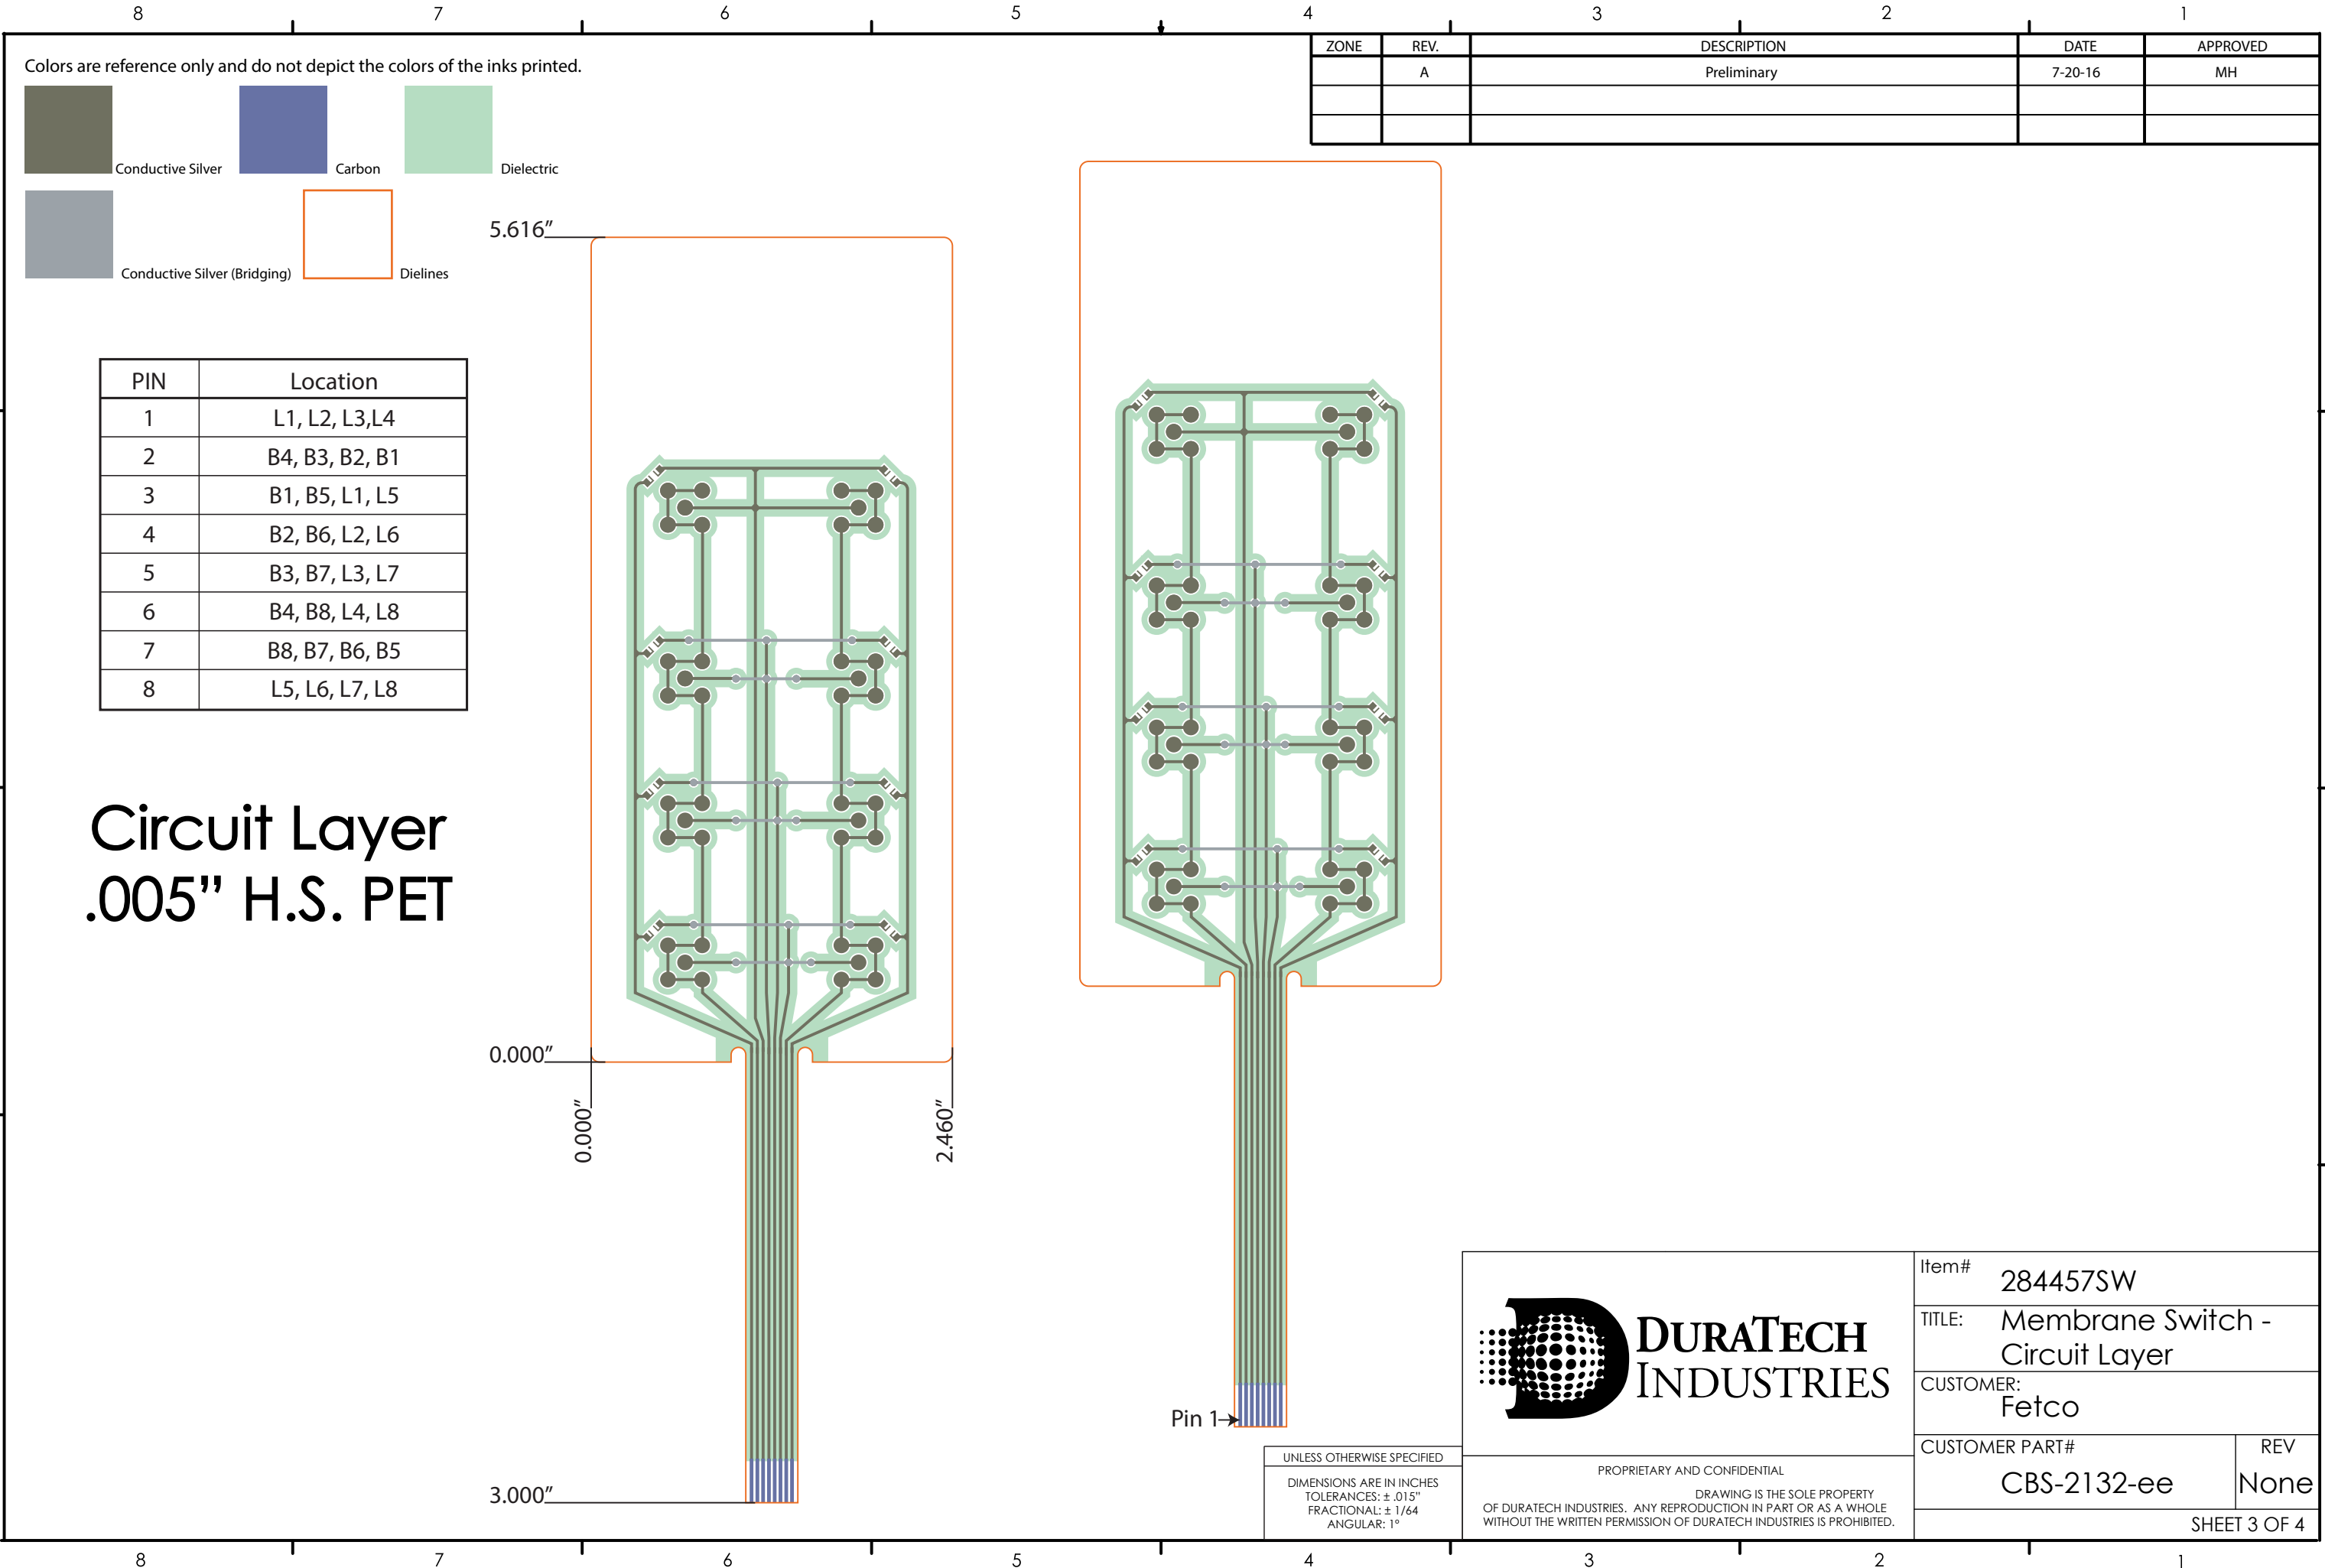 8 7 6 5 4 3 2 1
Colors are reference only and do not depict the colors of the inks printed.
Conductive Silver
Carbon
Dielectric
Conductive Silver (Bridging)
Dielines
ZONE REV. DESCRIPTION DATE APPROVED
A Preliminary 7-20-16 MH
5.616”
0.000”
0.000”
2.460”
3.000”
PIN Location
1 L1, L2, L3,L4
2 B4, B3, B2, B1
3 B1, B5, L1, L5
4 B2, B6, L2, L6
5 B3, B7, L3, L7
6 B4, B8, L4, L8
7 B8, B7, B6, B5
8 L5, L6, L7, L8
Circuit Layer
.005” H.S. PET
Pin 1
UNLESS OTHERWISE SPECIFIED
DIMENSIONS ARE IN INCHES
TOLERANCES: ± .015"
FRACTIONAL: ± 1/64
ANGULAR: 1°
DURATECH
INDUSTRIES
PROPRIETARY AND CONFIDENTIAL
DRAWING IS THE SOLE PROPERTY
OF DURATECH INDUSTRIES. ANY REPRODUCTION IN PART OR AS A WHOLE
WITHOUT THE WRITTEN PERMISSION OF DURATECH INDUSTRIES IS PROHIBITED.
Item# 284457SW
TITLE: Membrane Switch -
Circuit Layer
CUSTOMER:
Fetco
CUSTOMER PART# REV
CBS-2132-ee None
SHEET 3 OF 4
8 7 6 5 4 3 2 1